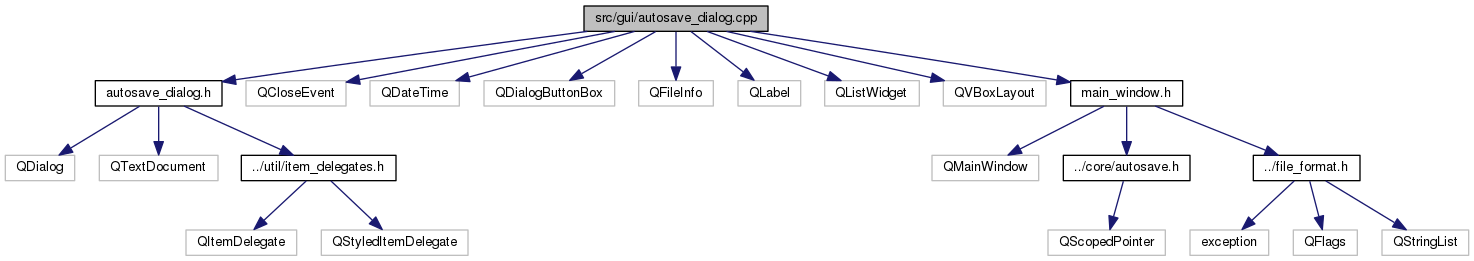 src/gui/autosave_dialog.cpp
autosave_dialog.h
QCloseEvent
QDateTime
QDialogButtonBox
QFileInfo
QLabel
QListWidget
QVBoxLayout
main_window.h
QDialog
QTextDocument
../util/item_delegates.h
QMainWindow
../core/autosave.h
../file_format.h
QItemDelegate
QStyledItemDelegate
QScopedPointer
exception
QFlags
QStringList